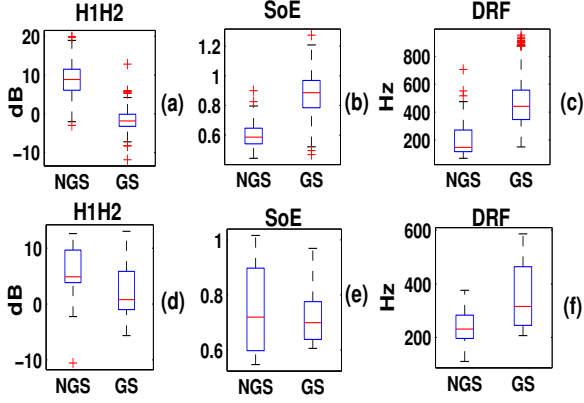 H1H2
SoE
DRF
20
10
0
-10
dB
NGS
GS
(a)
1.2
1
0.8
0.6
NGS
GS
(b)
800
600
400
200
Hz
NGS
GS
(c)
H1H2
SoE
DRF
10
0
-10
dB
NGS
GS
(d)
1
0.8
0.6
NGS
GS
(e)
600
400
200
Hz
NGS
GS
(f)